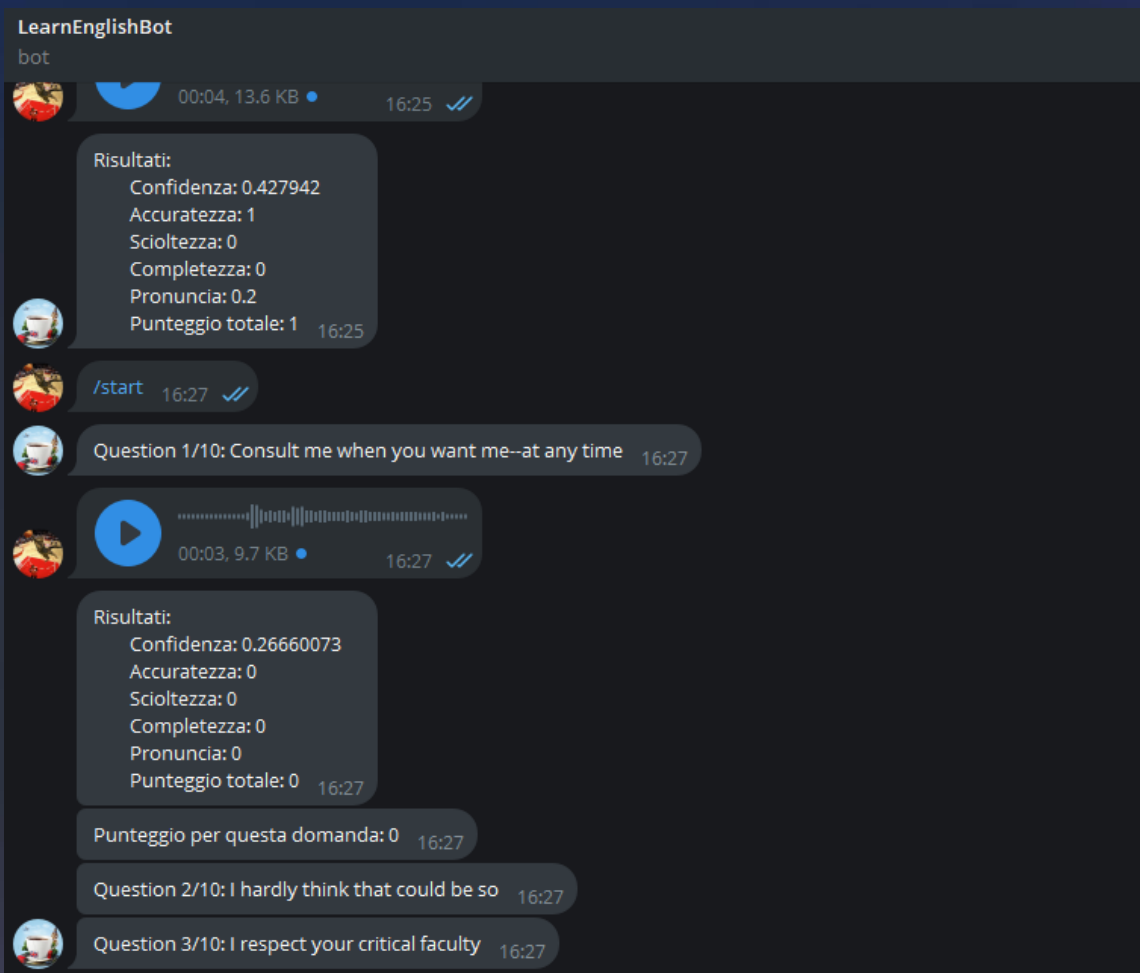 LearnEnglishBot
bot
00:04, 13.6 KB
16:25
Risultati:
Confidenza: 0.427942
Accuratezza: 1
Scioltezza: 0
Completezza: 0
Pronuncia: 0.2
Punteggio totale: 1
16:25
/start
16:27
Question 1/10: Consult me when you want me--at any time
16:27
00:03, 9.7 KB
16:27
Risultati:
Confidenza: 0.26660073
Accuratezza: 0
Scioltezza: 0
Completezza: 0
Pronuncia: 0
Punteggio totale: 0
16:27
Punteggio per questa domanda: 0
16:27
Question 2/10: I hardly think that could be so
16:27
Question 3/10: I respect your critical faculty
16:27